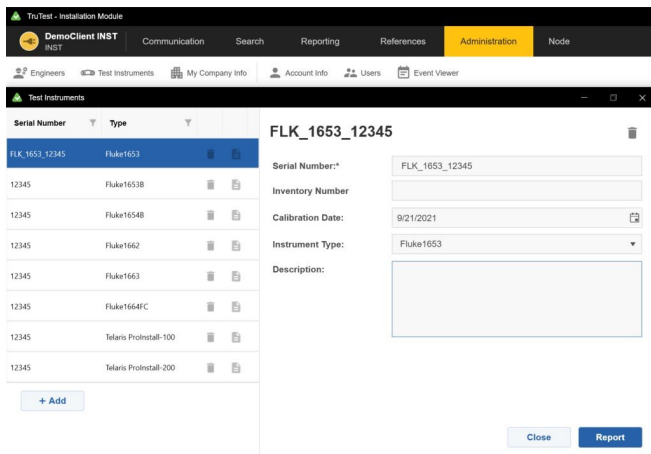 TruTest - Installation Module
DemoClient INST
INST
Communication
Search
Reporting
References
Administration
Node
Engineers
Test Instruments
My Company Info
Account Info
Users
Event Viewer
Test Instruments
Serial Number
Type
FLK_1653_12345 Fluke1653
12345 Fluke1653B
12345 Fluke1654B
12345 Fluke1662
12345 Fluke1663
12345 Fluke1664FC
12345 Telaris ProInstall-100
12345 Telaris ProInstall-200
+ Add
FLK_1653_12345
Serial Number:* FLK_1653_12345
Inventory Number
Calibration Date: 9/21/2021
Instrument Type: Fluke1653
Description:
Close
Report